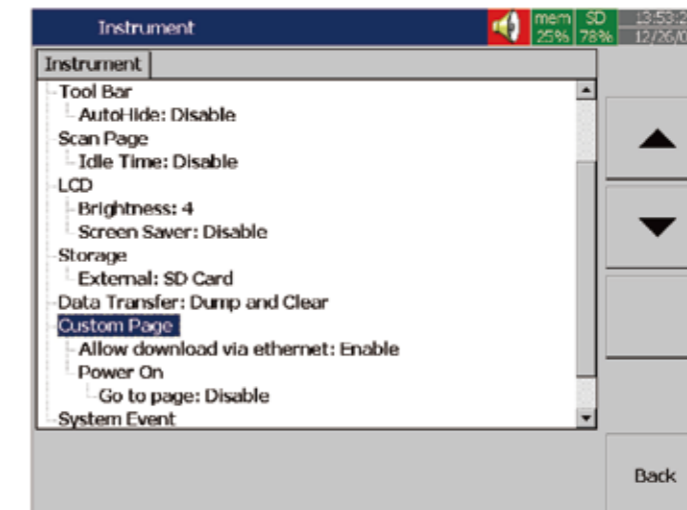 Instrument
mem SD 13:53:2
25% 78% 12/26/0
Instrument
Tool Bar
AutoHide: Disable
Scan Page
Idle Time: Disable
LCD
Brightness: 4
Screen Saver: Disable
Storage
External: SD Card
Data Transfer: Dump and Clear
Custom Page
Allow download via ethernet: Enable
Power On
Go to page: Disable
System Event
Back